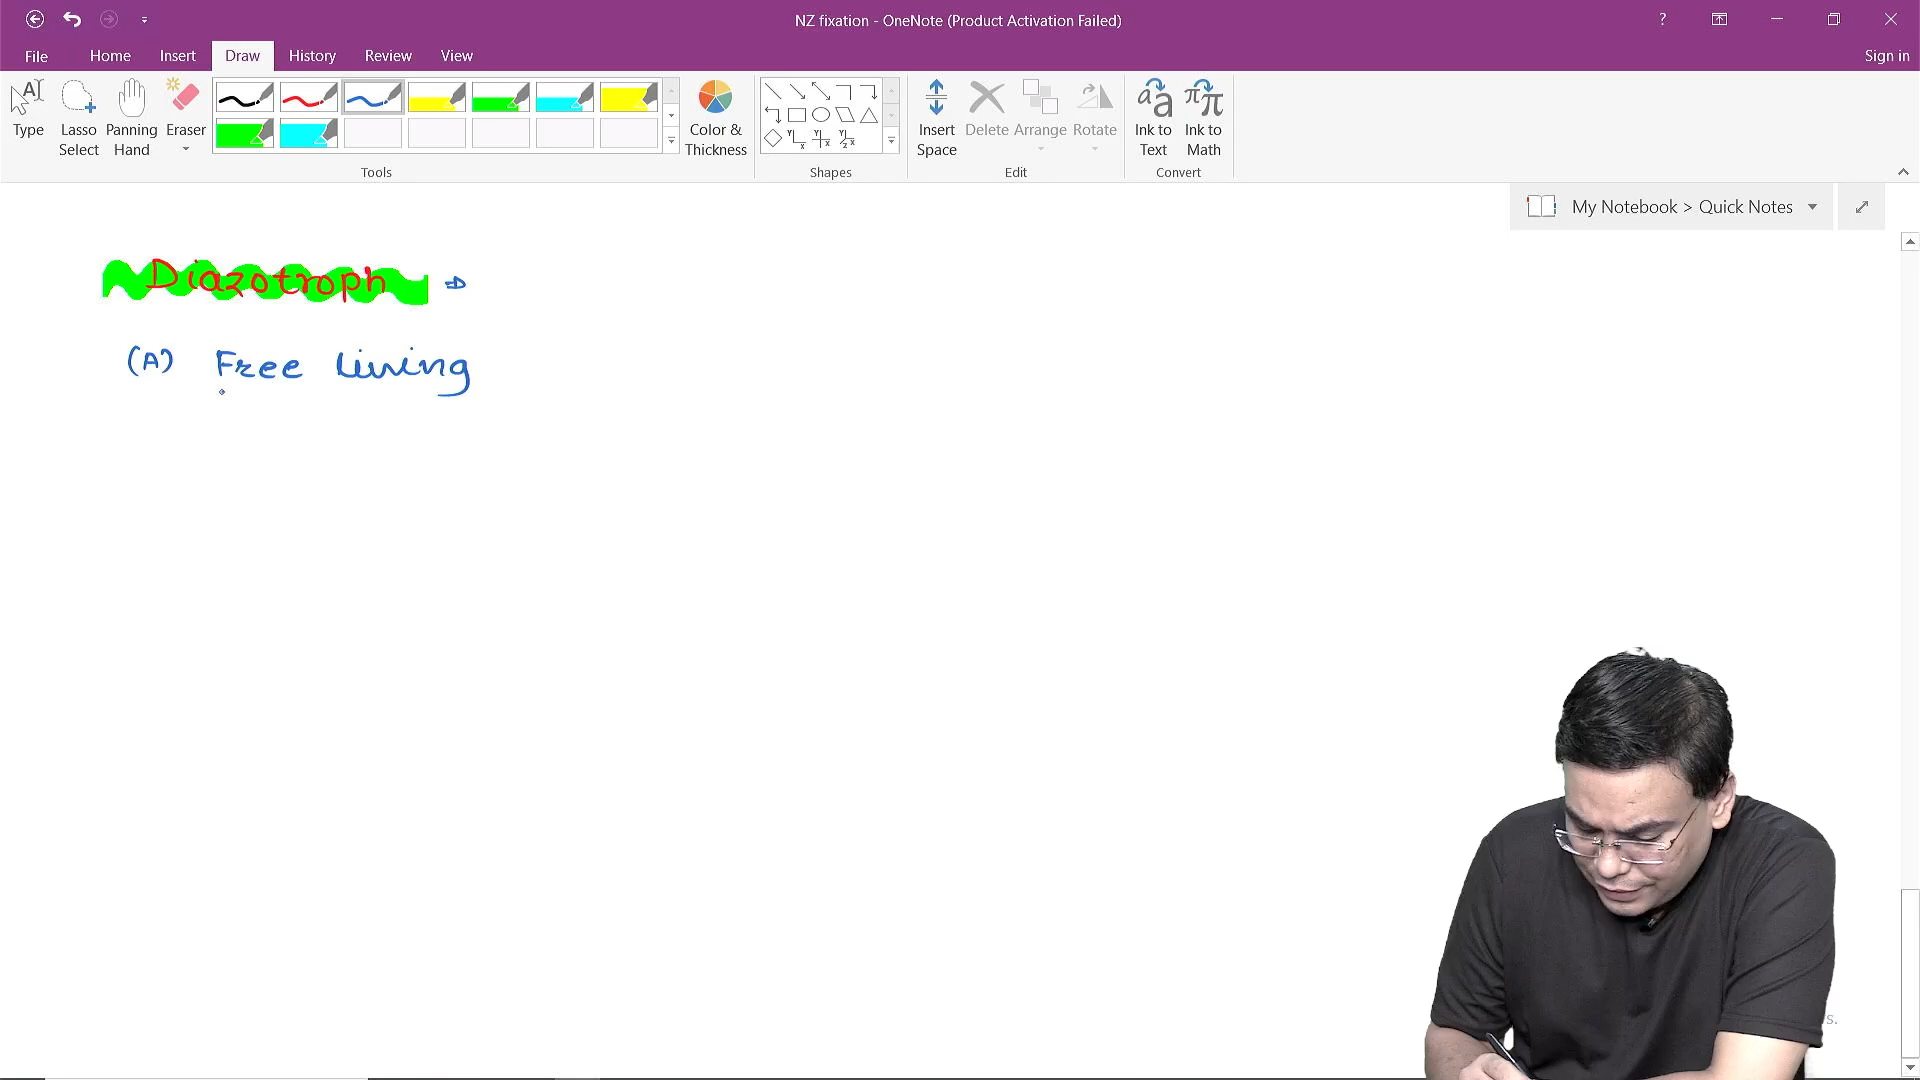 NZ fixation - OneNote (Product Activation Failed)
?
File Home Insert Draw History Review View
Sign in
Type
Lasso Select
Panning Hand
Eraser
Color & Thickness
Insert Space
Delete
Arrange
Rotate
Ink to Text
Ink to Math
Tools
Shapes
Edit
Convert
My Notebook > Quick Notes
Diazotroph
(A) Free living
s.